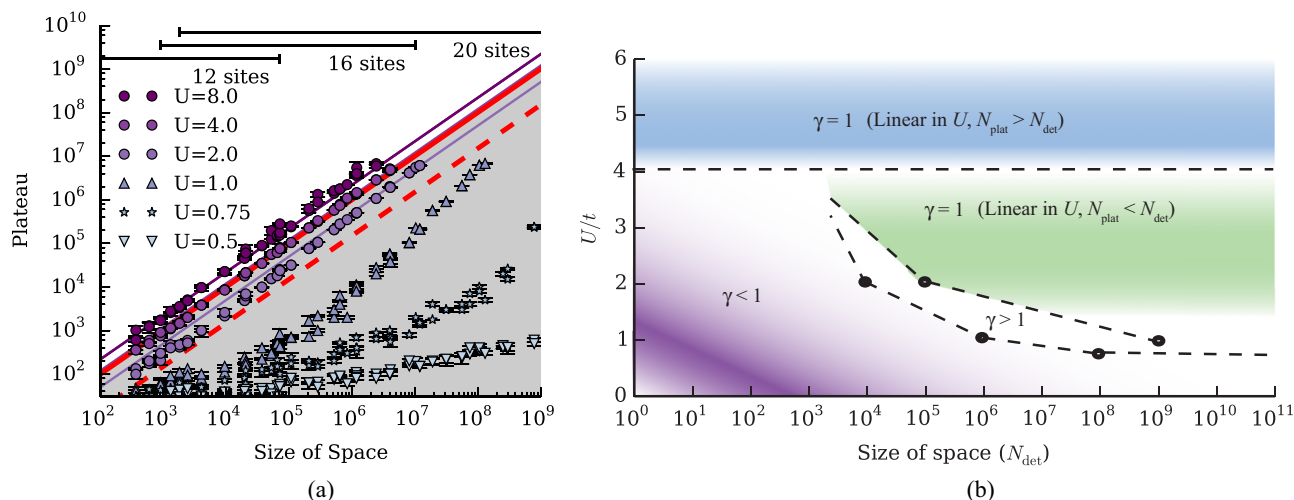 10^10
10^9
10^8
10^7
10^6
10^5
10^4
10^3
10^2
Plateau
20 sites
16 sites
12 sites
U=8.0
U=4.0
U=2.0
U=1.0
U=0.75
U=0.5
10^2 10^3 10^4 10^5 10^6 10^7 10^8 10^9
Size of Space
(a)
6
5
4
3
2
1
0
U/t
γ = 1 (Linear in U, N_plat > N_det)
γ = 1 (Linear in U, N_plat < N_det)
γ < 1
γ > 1
10^0 10^1 10^2 10^3 10^4 10^5 10^6 10^7 10^8 10^9 10^10 10^11
Size of space (N_det)
(b)